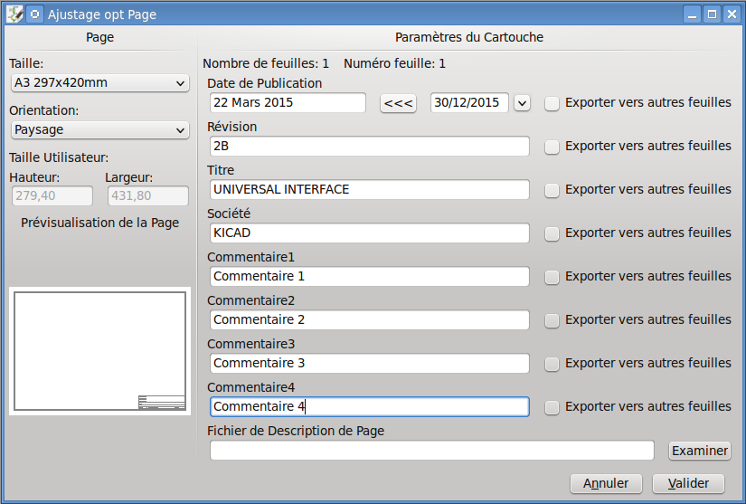 Ajustage opt Page
Page
Taille:
A3 297x420mm
Orientation:
Paysage
Taille Utilisateur:
Hauteur: Largeur:
279,40 431,80
Prévisualisation de la Page
Paramètres du Cartouche
Nombre de feuilles: 1 Numéro feuille: 1
Date de Publication
22 Mars 2015 <<< 30/12/2015 Exporter vers autres feuilles
Révision
2B Exporter vers autres feuilles
Titre
UNIVERSAL INTERFACE Exporter vers autres feuilles
Société
KICAD Exporter vers autres feuilles
Commentaire1
Commentaire 1 Exporter vers autres feuilles
Commentaire2
Commentaire 2 Exporter vers autres feuilles
Commentaire3
Commentaire 3 Exporter vers autres feuilles
Commentaire4
Commentaire 4 Exporter vers autres feuilles
Fichier de Description de Page
Examiner
Annuler Valider